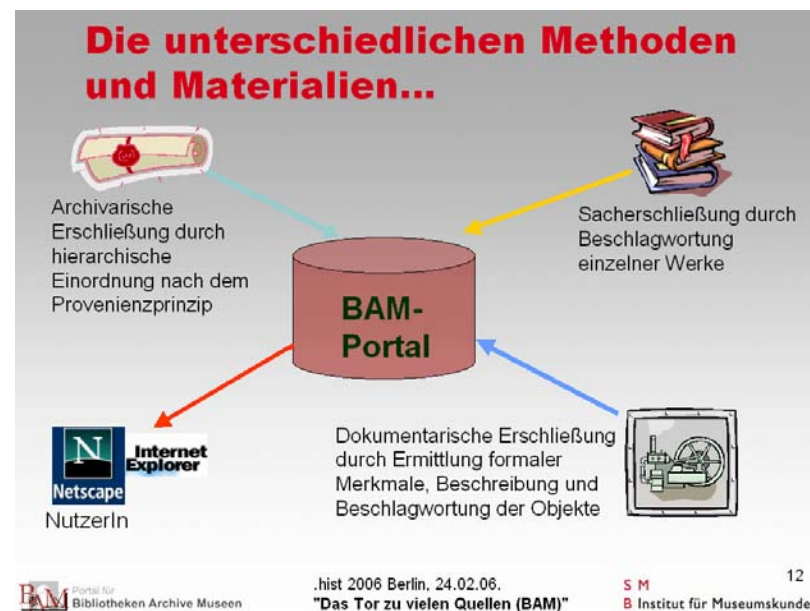 Die unterschiedlichen Methoden
und Materialien...
Archivarische
Erschließung durch
hierarchische
Einordnung nach dem
Provenienzprinzip
Sacherschließung durch
Beschlagwortung
einzelner Werke
BAM-
Portal
N
Netscape
Internet
Explorer
NutzerIn
Dokumentarische Erschließung
durch Ermittlung formaler
Merkmale, Beschreibung und
Beschlagwortung der Objekte
BAM
Portal für
Bibliotheken Archive Museen
.hist 2006 Berlin, 24.02.06.
"Das Tor zu vielen Quellen (BAM)"
S M
B Institut für Museumskunde
12